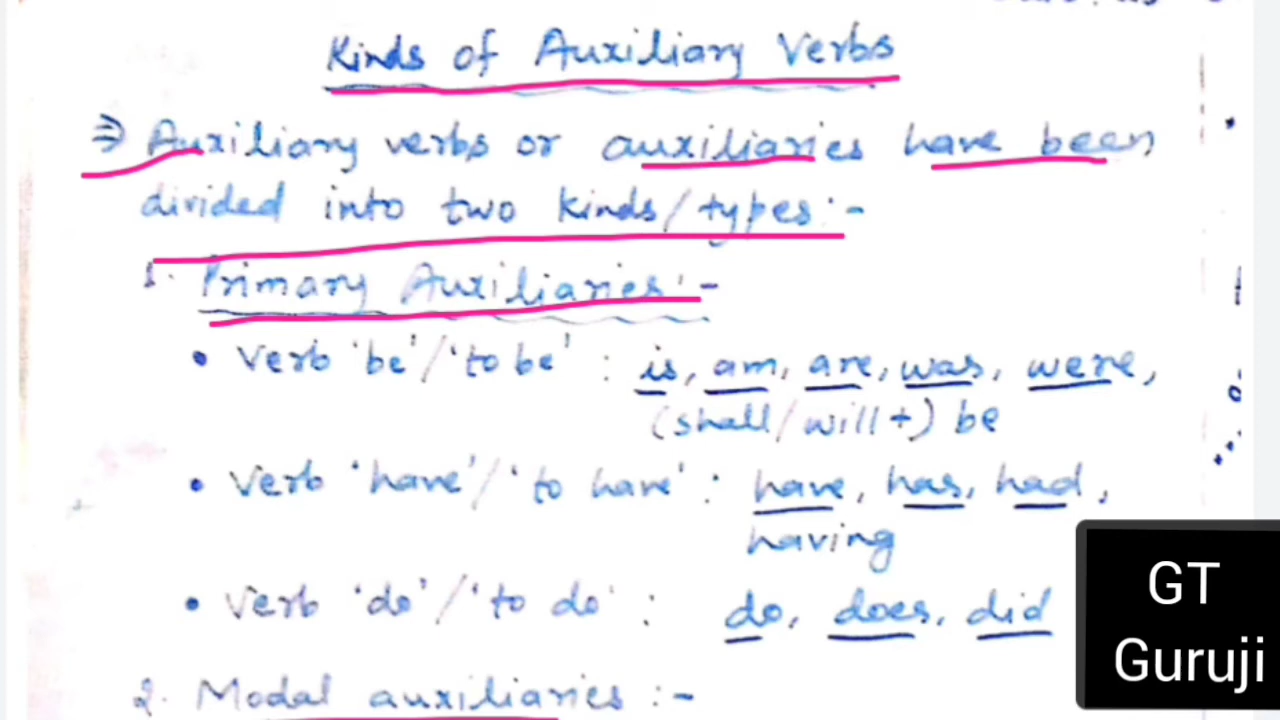 Kinds of Auxiliary Verbs
⇒ Auxiliary verbs or auxiliaries have been
divided into two kinds/types:-
1. Primary Auxiliaries:-
• Verb 'be'/'to be' : is, am, are, was, were,
(shall/will+) be
• Verb 'have'/'to have' : have, has, had,
having
• Verb 'do'/'to do' : do, does, did
2. Modal auxiliaries :-
GT
Guruji